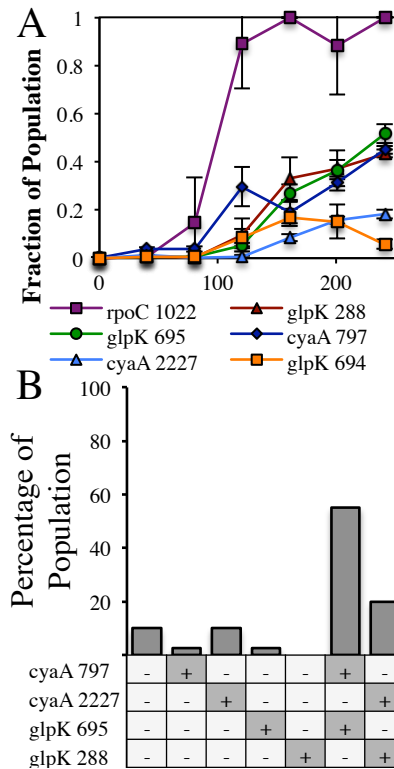 A
Fraction of Population
1
0.8
0.6
0.4
0.2
0
0 100 200
rpoC 1022 glpK 288
glpK 695 cyaA 797
cyaA 2227 glpK 694
B
Percentage of Population
100
80
60
40
20
cyaA 797 - + - - - + -
cyaA 2227 - - + - - - +
glpK 695 - - - + - + -
glpK 288 - - - - + - +